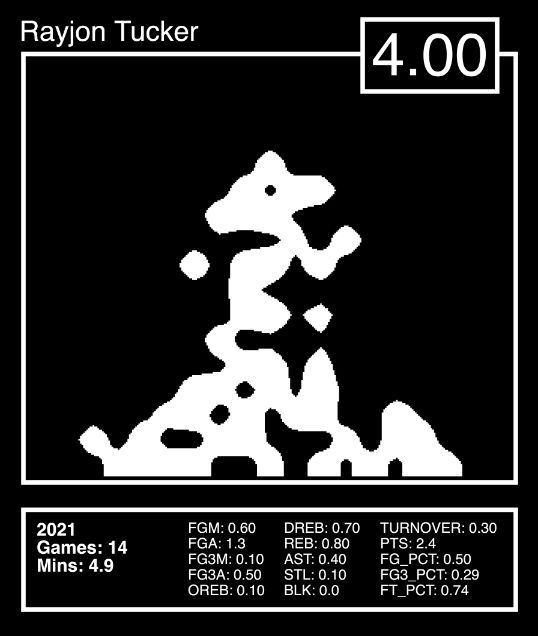 Rayjon Tucker
4.00
2021
Games: 14
Mins: 4.9
FGM: 0.60
FGA: 1.3
FG3M: 0.10
FG3A: 0.50
OREB: 0.10
DREB: 0.70
REB: 0.80
AST: 0.40
STL: 0.10
BLK: 0.0
TURNOVER: 0.30
PTS: 2.4
FG_PCT: 0.50
FG3_PCT: 0.29
FT_PCT: 0.74